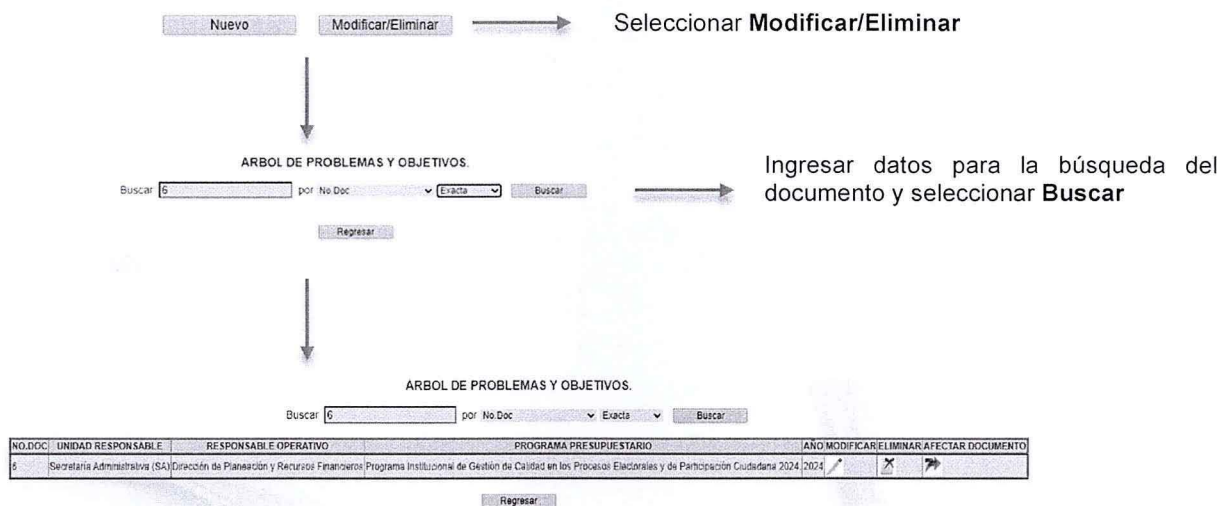 Nuevo Modificar/Eliminar Seleccionar Modificar/Eliminar
ARBOL DE PROBLEMAS Y OBJETIVOS.
Buscar 6 por No.Doc Exacta Buscar
Ingresar datos para la búsqueda del
documento y seleccionar Buscar
Regresar
ARBOL DE PROBLEMAS Y OBJETIVOS.
Buscar 6 por No.Doc Exacta Buscar
NO.DOC UNIDAD RESPONSABLE RESPONSABLE OPERATIVO PROGRAMA PRESUPUESTARIO AÑO MODIFICAR ELIMINAR AFECTAR DOCUMENTO
6 Secretaría Administrativa (SA) Dirección de Planeación y Recursos Financieros Programa Institucional de Gestión de Calidad en los Procesos Electorales y de Participación Ciudadana 2024. 2024
Regresar